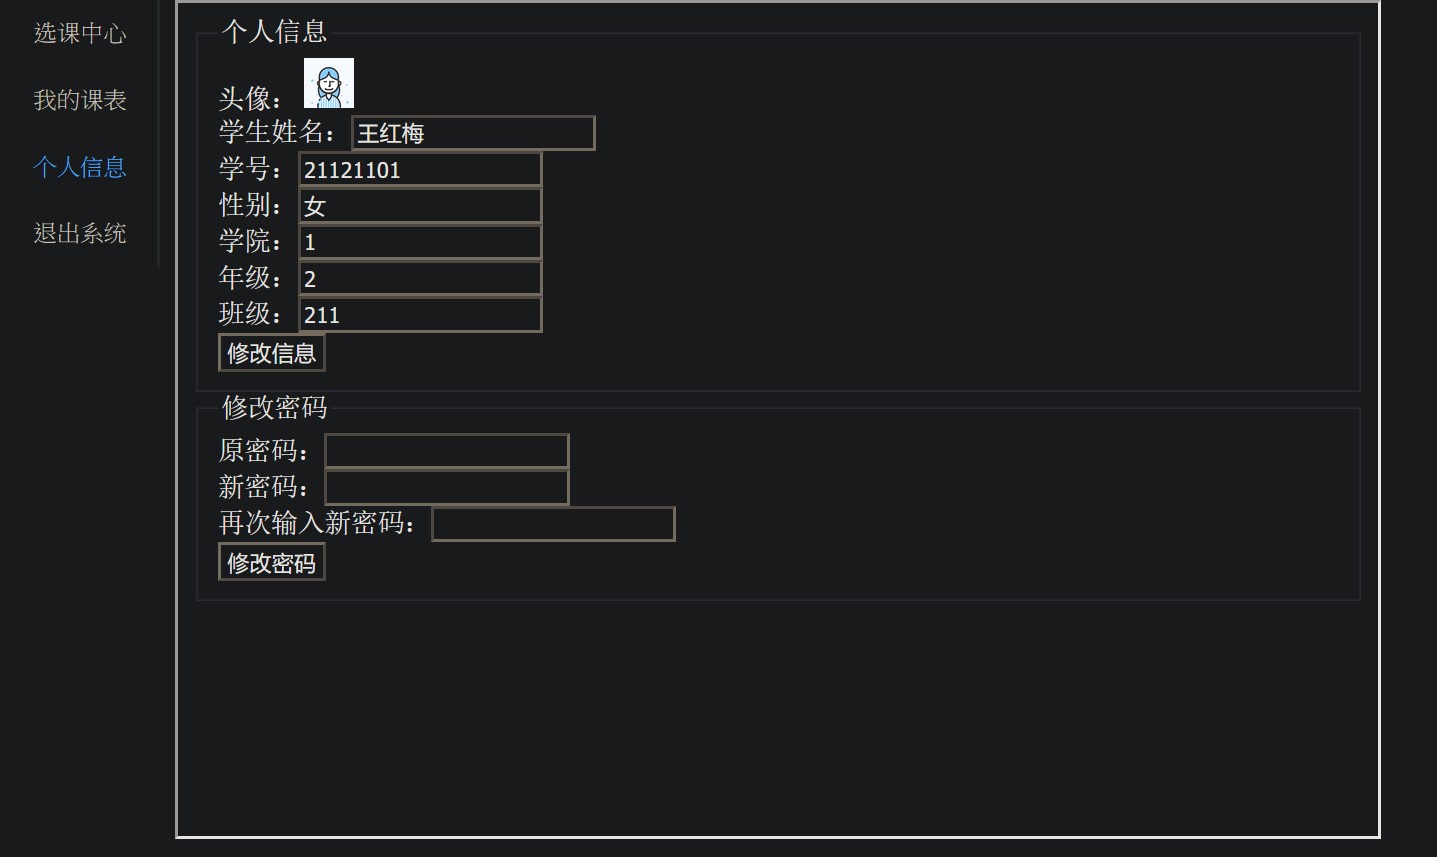 选课中心
我的课表
个人信息
退出系统
个人信息
头像：
学生姓名： 王红梅
学号： 21121101
性别： 女
学院： 1
年级： 2
班级： 211
修改信息
修改密码
原密码：
新密码：
再次输入新密码：
修改密码